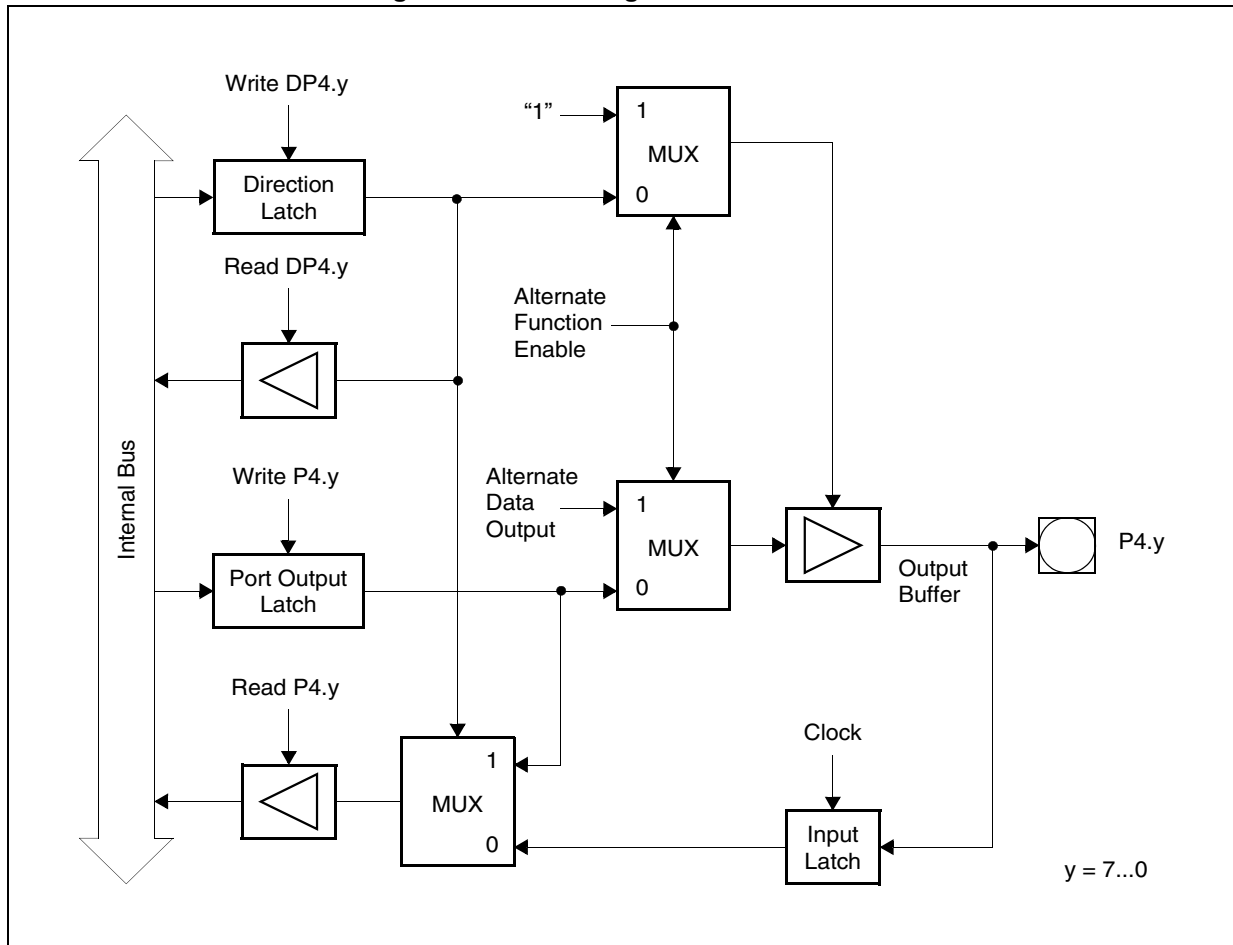 Write DP4.y
"1"
1
MUX
0
Direction
Latch
Read DP4.y
Alternate
Function
Enable
Internal Bus
Write P4.y
Alternate
Data
Output
1
MUX
0
P4.y
Output
Buffer
Port Output
Latch
Read P4.y
Clock
1
MUX
0
Input
Latch
y = 7...0